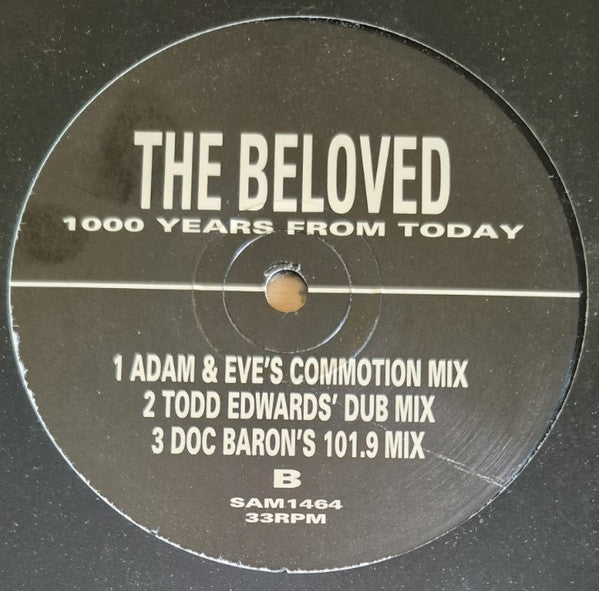 THE BELOVED
1000 YEARS FROM TODAY
1 ADAM & EVE'S COMMOTION MIX
2 TODD EDWARDS' DUB MIX
3 DOC BARON'S 101.9 MIX
B
SAM1464
33RPM